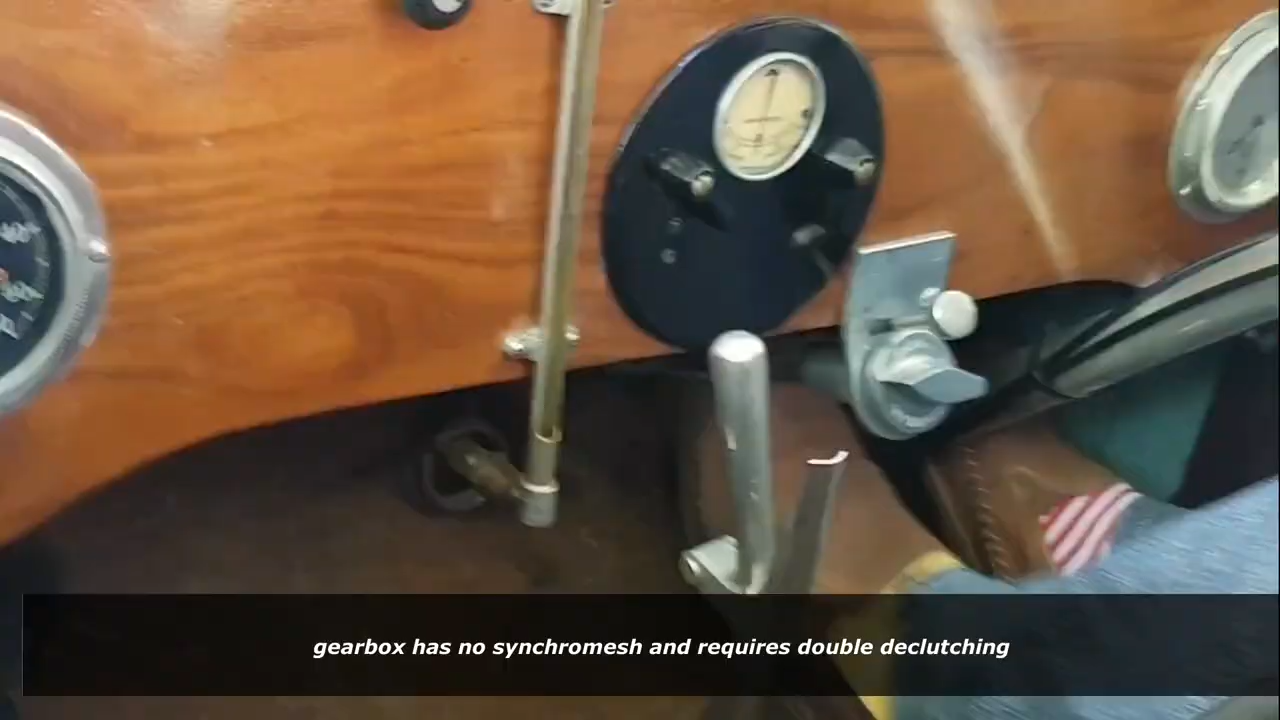 gearbox has no synchromesh and requires double declutching